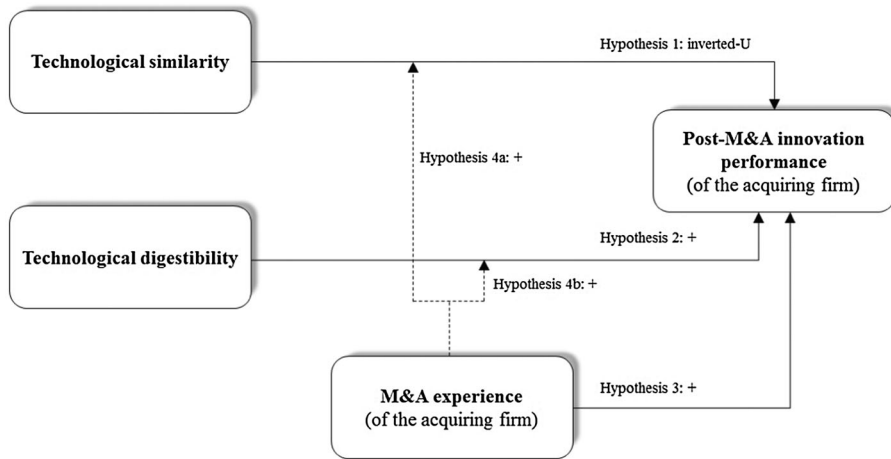 Hypothesis 1: inverted-U
Technological similarity
Post-M&A innovation
performance
(of the acquiring firm)
Hypothesis 4a: +
Hypothesis 2: +
Technological digestibility
Hypothesis 4b: +
M&A experience
(of the acquiring firm)
Hypothesis 3: +